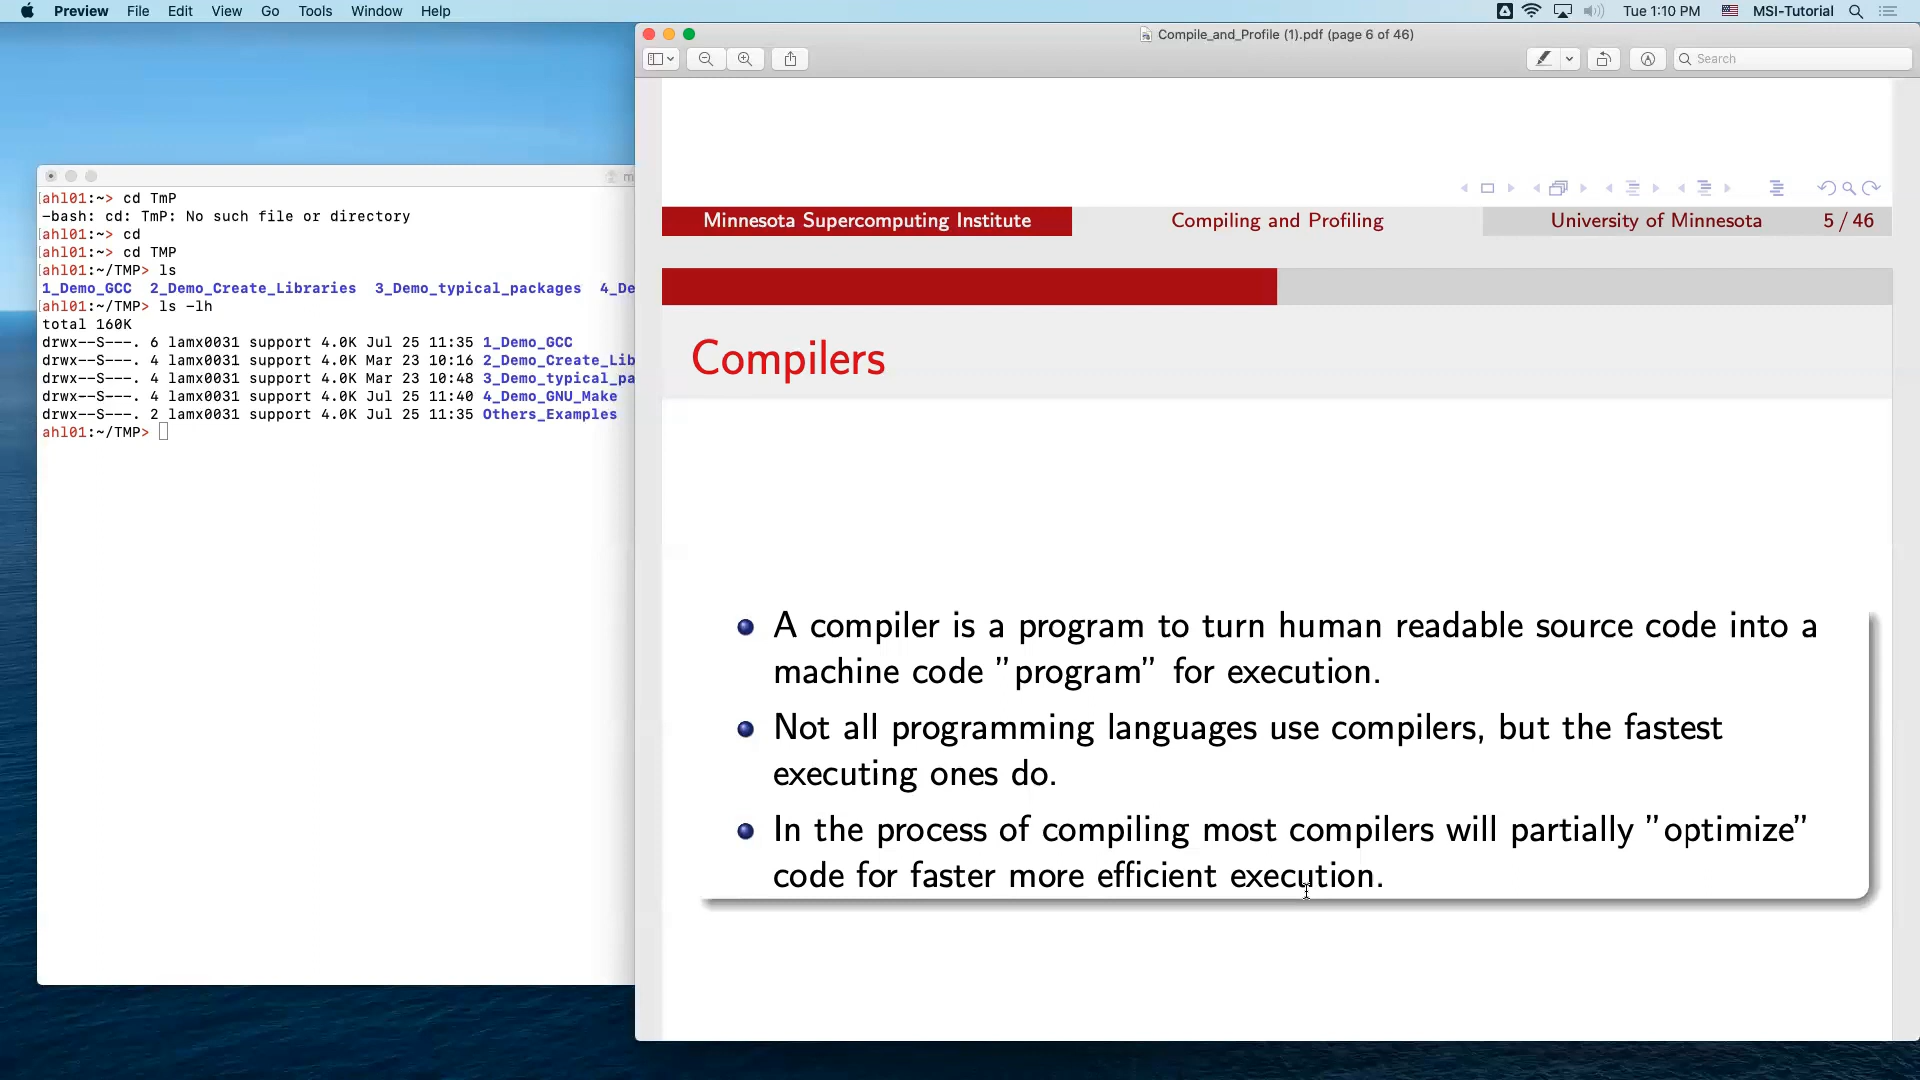 Preview File Edit View Go Tools Window Help
Tue 1:10 PM MSI-Tutorial
Compile_and_Profile (1).pdf (page 6 of 46)
Search
[ahl01:~> cd TmP
-bash: cd: TmP: No such file or directory
[ahl01:~> cd
[ahl01:~> cd TMP
[ahl01:~/TMP> ls
1_Demo_GCC 2_Demo_Create_Libraries 3_Demo_typical_packages 4_De
[ahl01:~/TMP> ls -lh
total 160K
drwx--S---. 6 lamx0031 support 4.0K Jul 25 11:35 1_Demo_GCC
drwx--S---. 4 lamx0031 support 4.0K Mar 23 10:16 2_Demo_Create_Lib
drwx--S---. 4 lamx0031 support 4.0K Mar 23 10:48 3_Demo_typical_pa
drwx--S---. 4 lamx0031 support 4.0K Jul 25 11:40 4_Demo_GNU_Make
drwx--S---. 2 lamx0031 support 4.0K Jul 25 11:35 Others_Examples
ahl01:~/TMP>
Minnesota Supercomputing Institute Compiling and Profiling University of Minnesota 5 / 46
Compilers
A compiler is a program to turn human readable source code into a
machine code "program" for execution.
Not all programming languages use compilers, but the fastest
executing ones do.
In the process of compiling most compilers will partially "optimize"
code for faster more efficient execution.